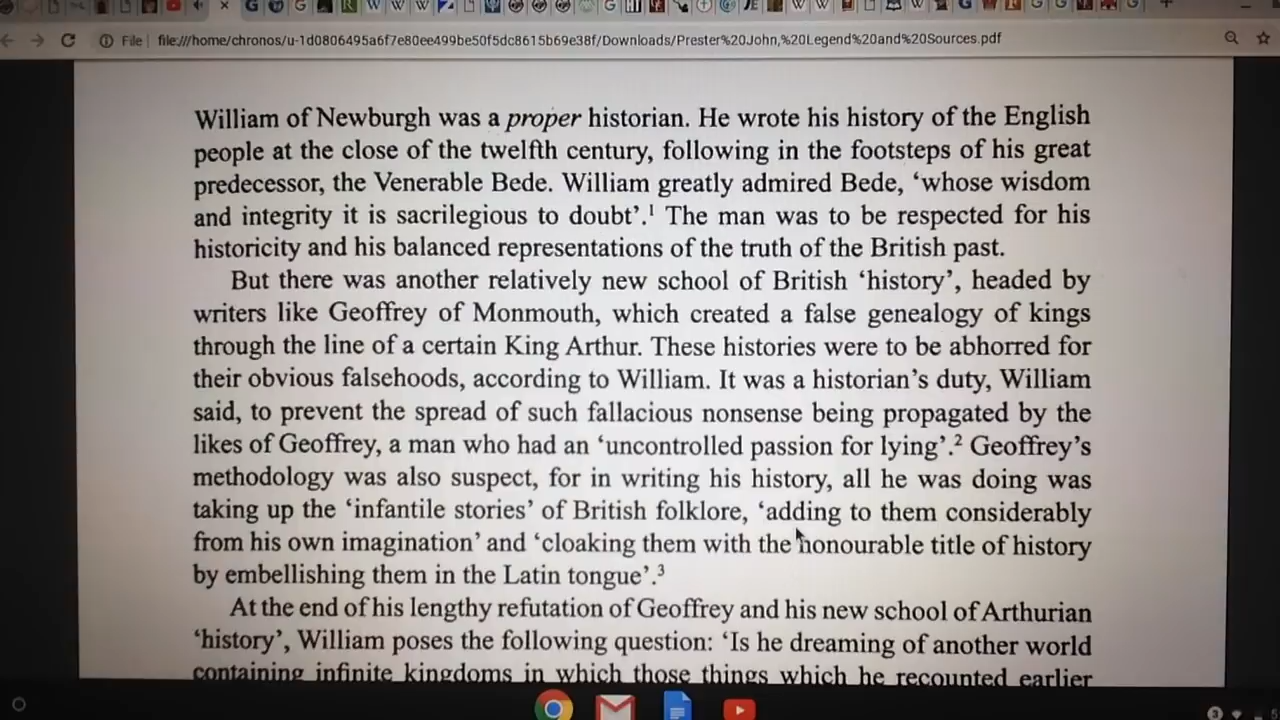 File
file:///home/chronos/u-1d0806495a6f7e80ee499be50f5dc8615b69e38f/Downloads/Prester%20John,%20Legend%20and%20Sources.pdf
William of Newburgh was a proper historian. He wrote his history of the English
people at the close of the twelfth century, following in the footsteps of his great
predecessor, the Venerable Bede. William greatly admired Bede, ‘whose wisdom
and integrity it is sacrilegious to doubt’.¹ The man was to be respected for his
historicity and his balanced representations of the truth of the British past.
But there was another relatively new school of British ‘history’, headed by
writers like Geoffrey of Monmouth, which created a false genealogy of kings
through the line of a certain King Arthur. These histories were to be abhorred for
their obvious falsehoods, according to William. It was a historian’s duty, William
said, to prevent the spread of such fallacious nonsense being propagated by the
likes of Geoffrey, a man who had an ‘uncontrolled passion for lying’.² Geoffrey’s
methodology was also suspect, for in writing his history, all he was doing was
taking up the ‘infantile stories’ of British folklore, ‘adding to them considerably
from his own imagination’ and ‘cloaking them with the honourable title of history
by embellishing them in the Latin tongue’.³
At the end of his lengthy refutation of Geoffrey and his new school of Arthurian
‘history’, William poses the following question: ‘Is he dreaming of another world
containing infinite kingdoms in which those things which he recounted earlier